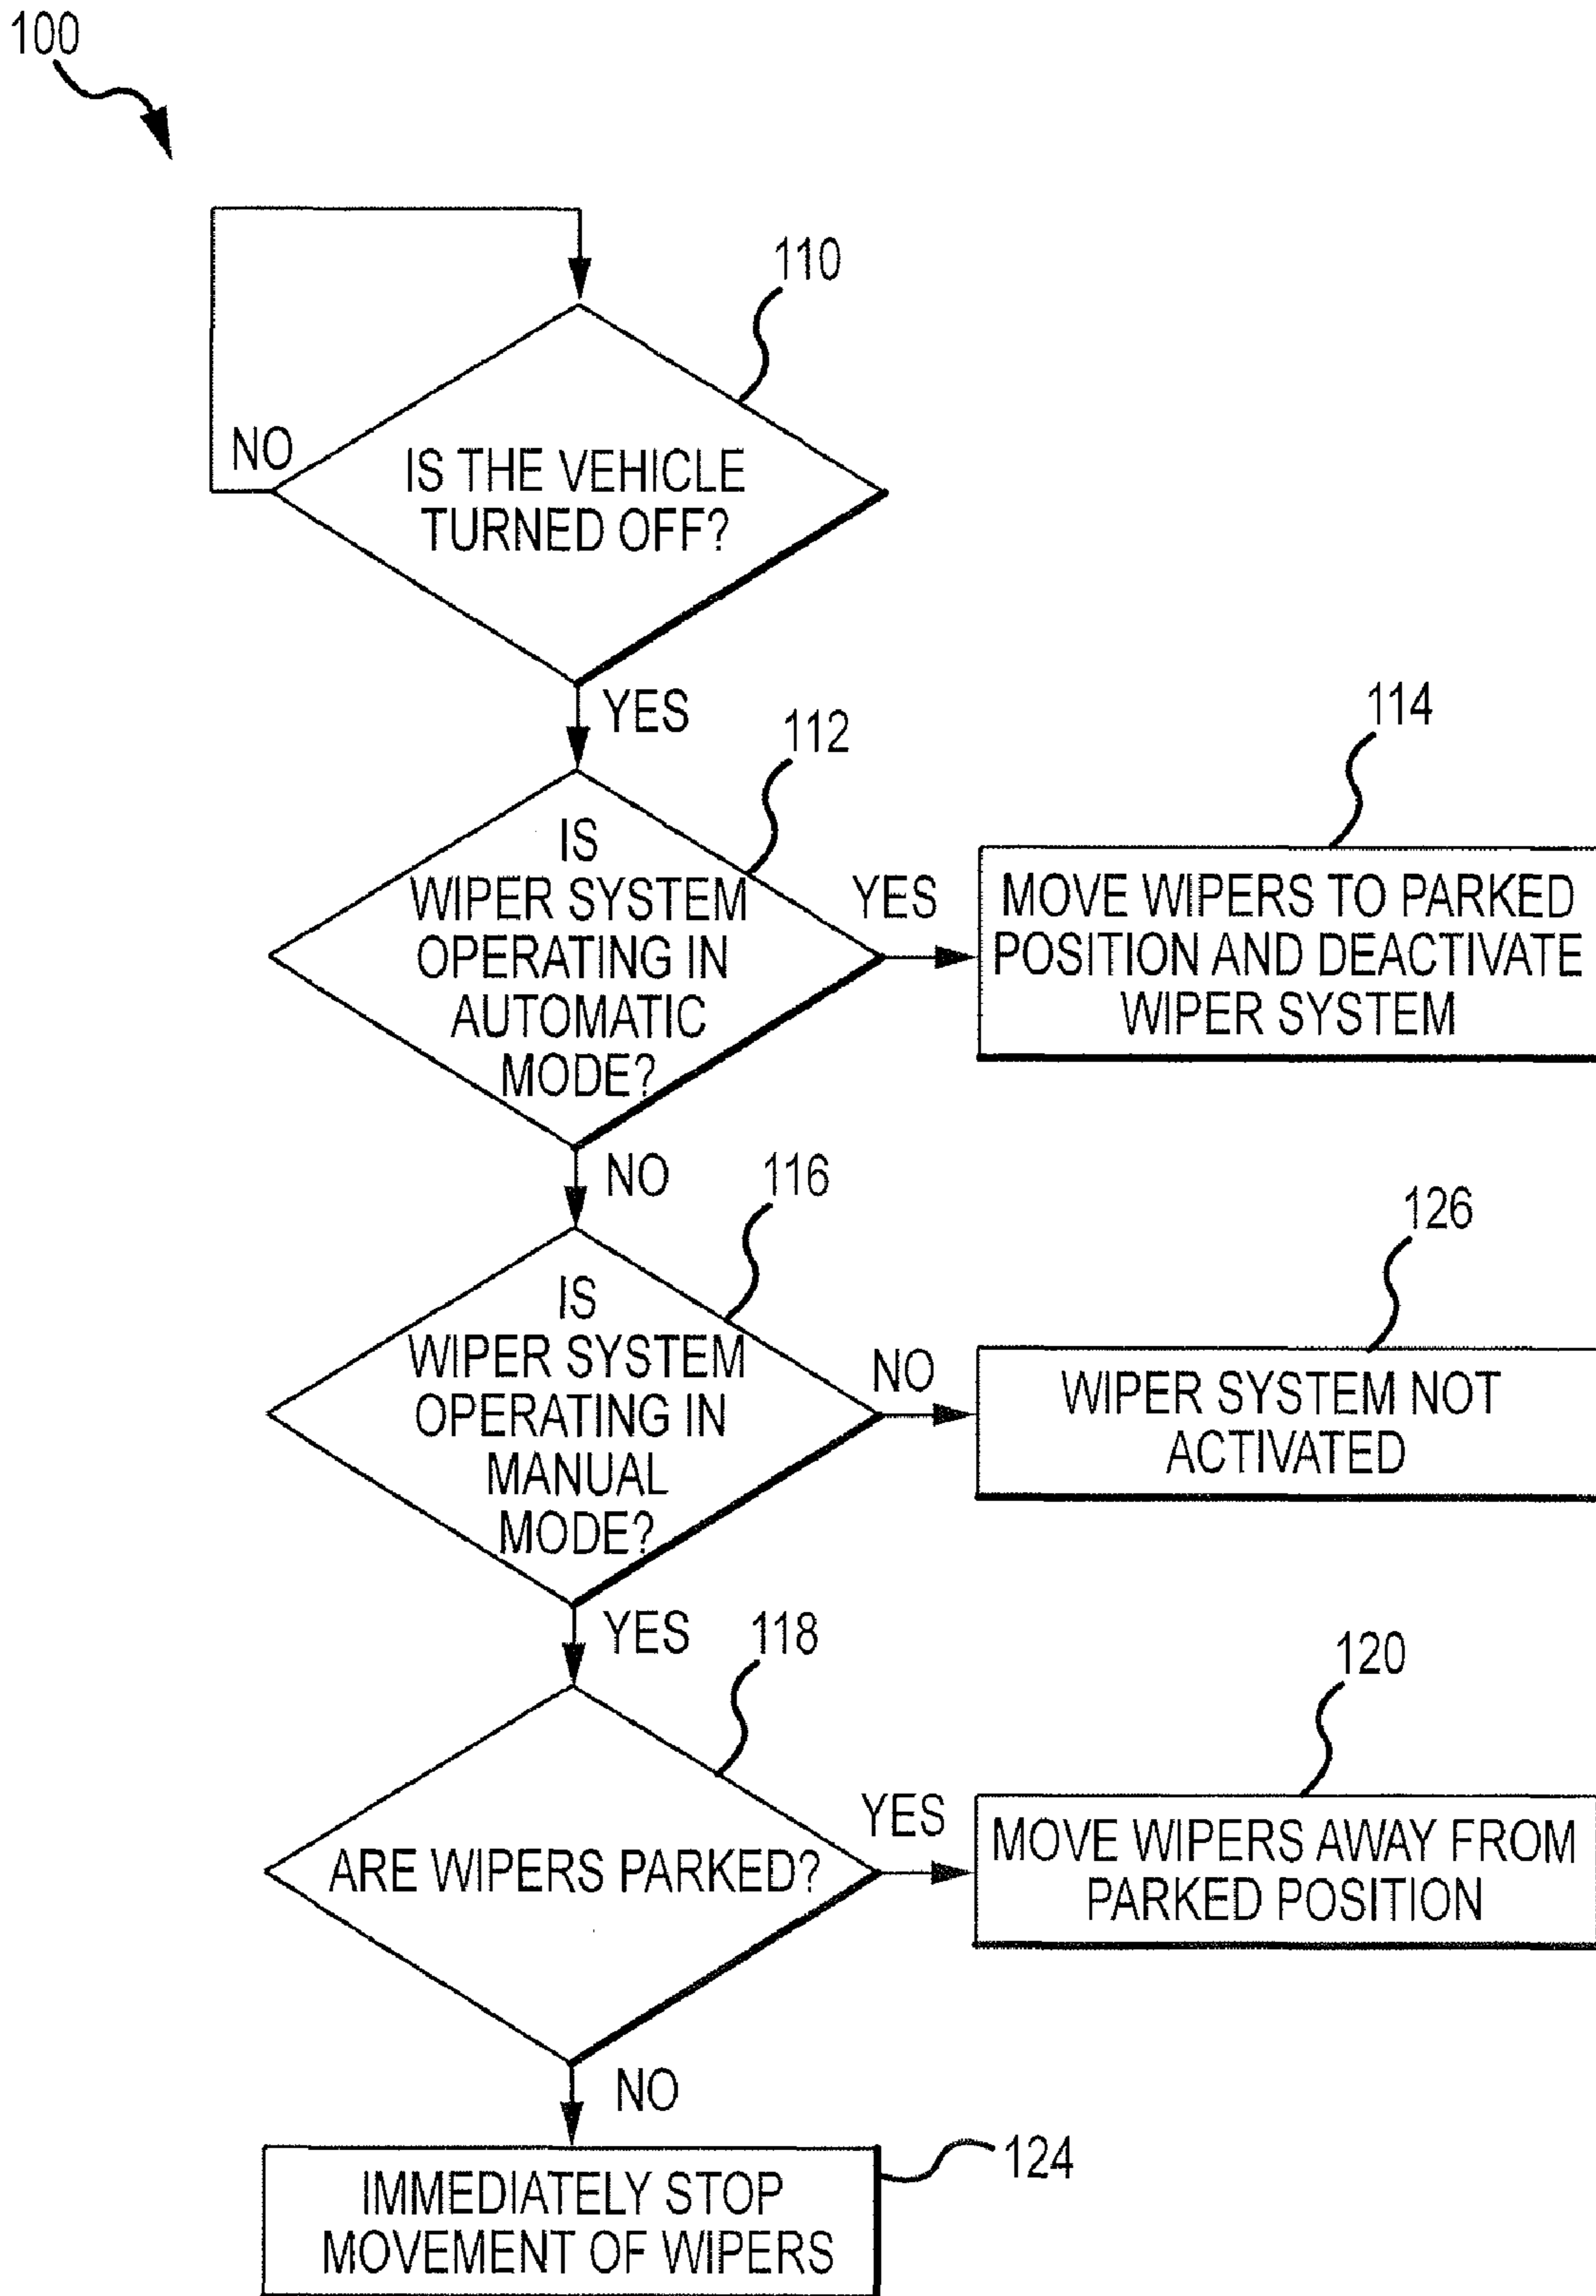 100
110
NO
IS THE VEHICLE
TURNED OFF?
YES
112
114
IS
WIPER SYSTEM
OPERATING IN
AUTOMATIC
MODE?
YES
MOVE WIPERS TO PARKED
POSITION AND DEACTIVATE
WIPER SYSTEM
NO
116
126
IS
WIPER SYSTEM
OPERATING IN
MANUAL
MODE?
NO
WIPER SYSTEM NOT
ACTIVATED
YES
118
120
ARE WIPERS PARKED?
YES
MOVE WIPERS AWAY FROM
PARKED POSITION
NO
124
IMMEDIATELY STOP
MOVEMENT OF WIPERS